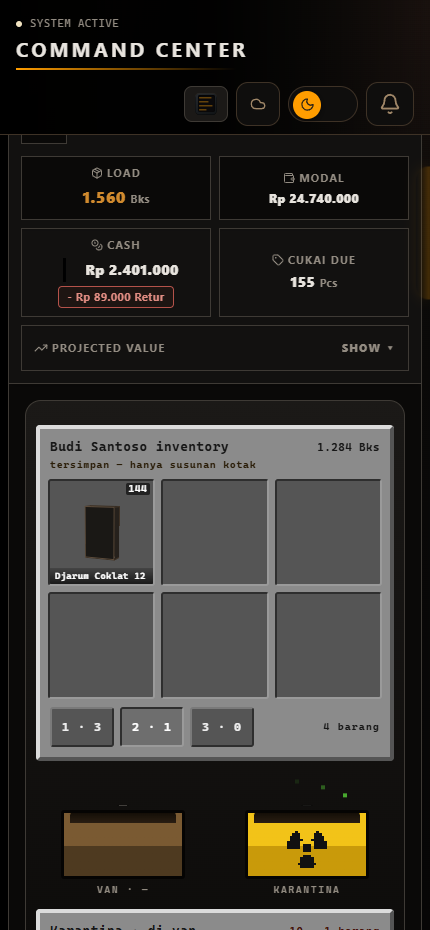 SYSTEM ACTIVE
COMMAND CENTER
LOAD
1.560 Bks
MODAL
Rp 24.740.000
CASH
Rp 2.401.000
- Rp 89.000 Retur
CUKAI DUE
155 Pcs
PROJECTED VALUE
SHOW ▼
Budi Santoso inventory
1.284 Bks
tersimpan — hanya susunan kotak
144
Djarum Coklat 12
1 · 3
2 · 1
3 · 0
4 barang
VAN · —
KARANTINA